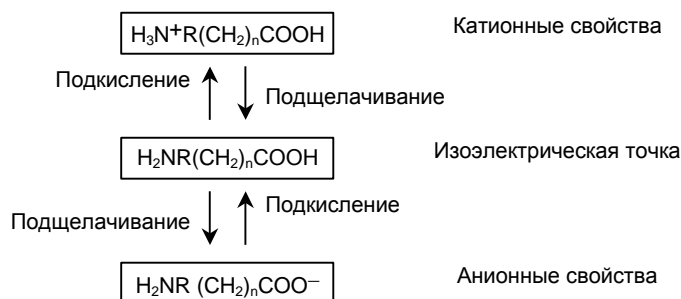 H₃N⁺R(CH₂)ₙCOOH Катионные свойства
Подкисление
Подщелачивание
H₂NR(CH₂)ₙCOOH Изоэлектрическая точка
Подкисление
Подщелачивание
H₂NR (CH₂)ₙCOO⁻ Анионные свойства